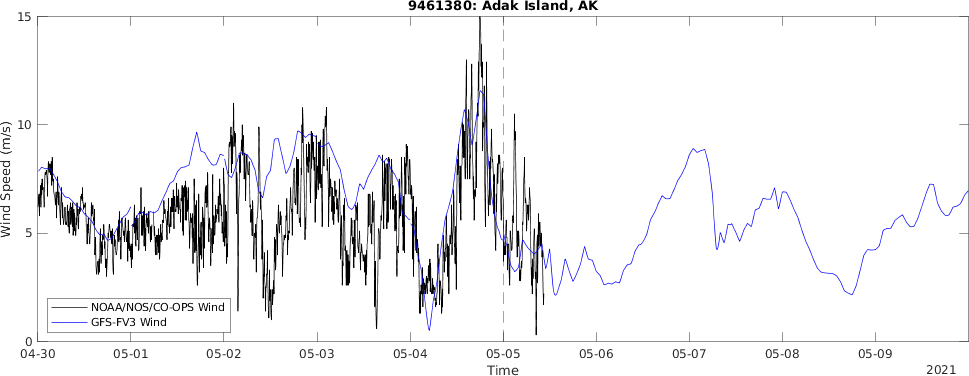 9461380: Adak Island, AK
15
10
5
0
Wind Speed (m/s)
NOAA/NOS/CO-OPS Wind
GFS-FV3 Wind
04-30 05-01 05-02 05-03 05-04 05-05 05-06 05-07 05-08 05-09
Time
2021